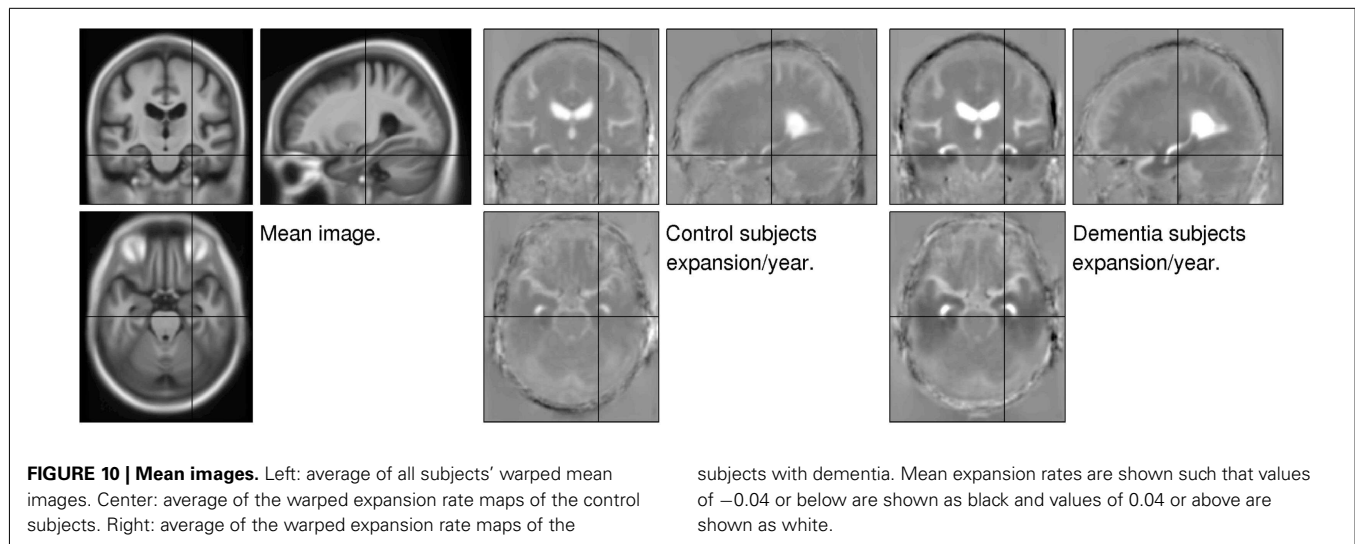 Mean image.
Control subjects
expansion/year.
Dementia subjects
expansion/year.
FIGURE 10 | Mean images. Left: average of all subjects' warped mean
images. Center: average of the warped expansion rate maps of the control
subjects. Right: average of the warped expansion rate maps of the
subjects with dementia. Mean expansion rates are shown such that values
of −0.04 or below are shown as black and values of 0.04 or above are
shown as white.